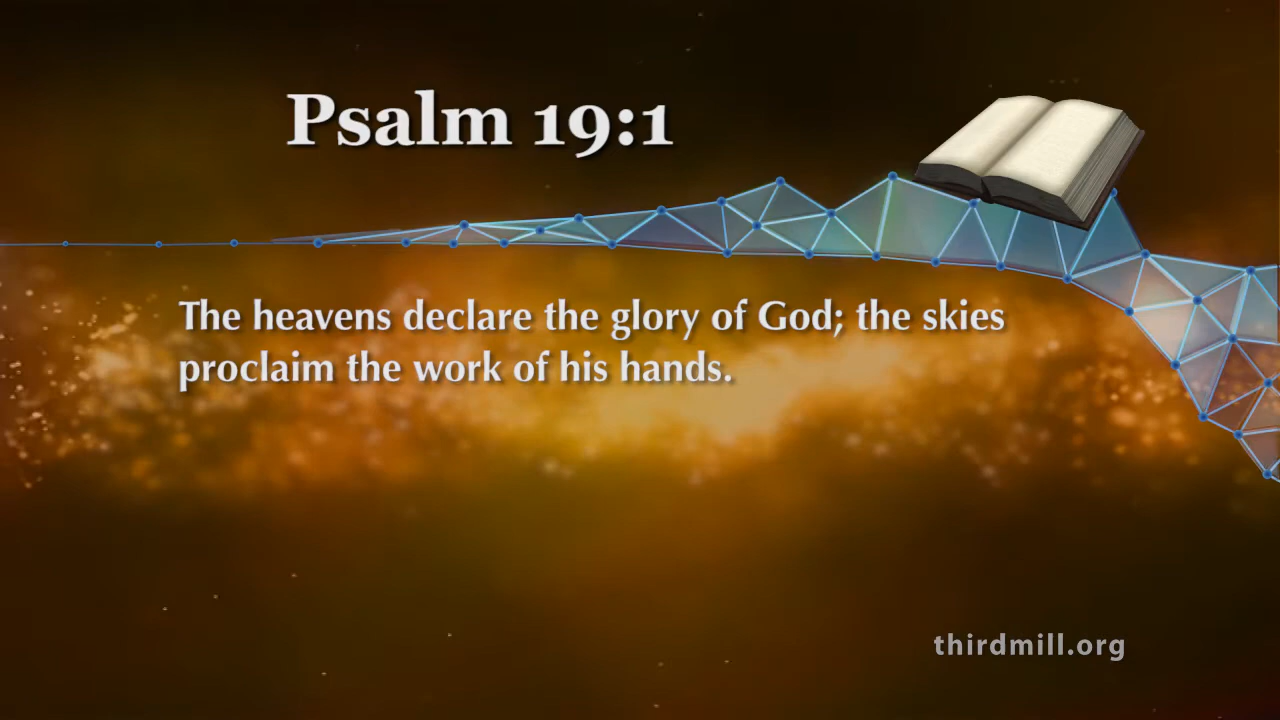 Psalm 19:1
The heavens declare the glory of God; the skies
proclaim the work of his hands.
thirdmill.org